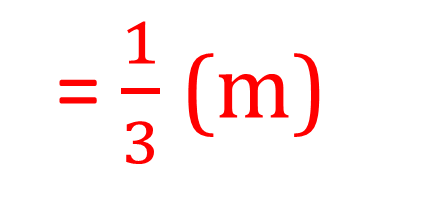 = 1/3 (m)